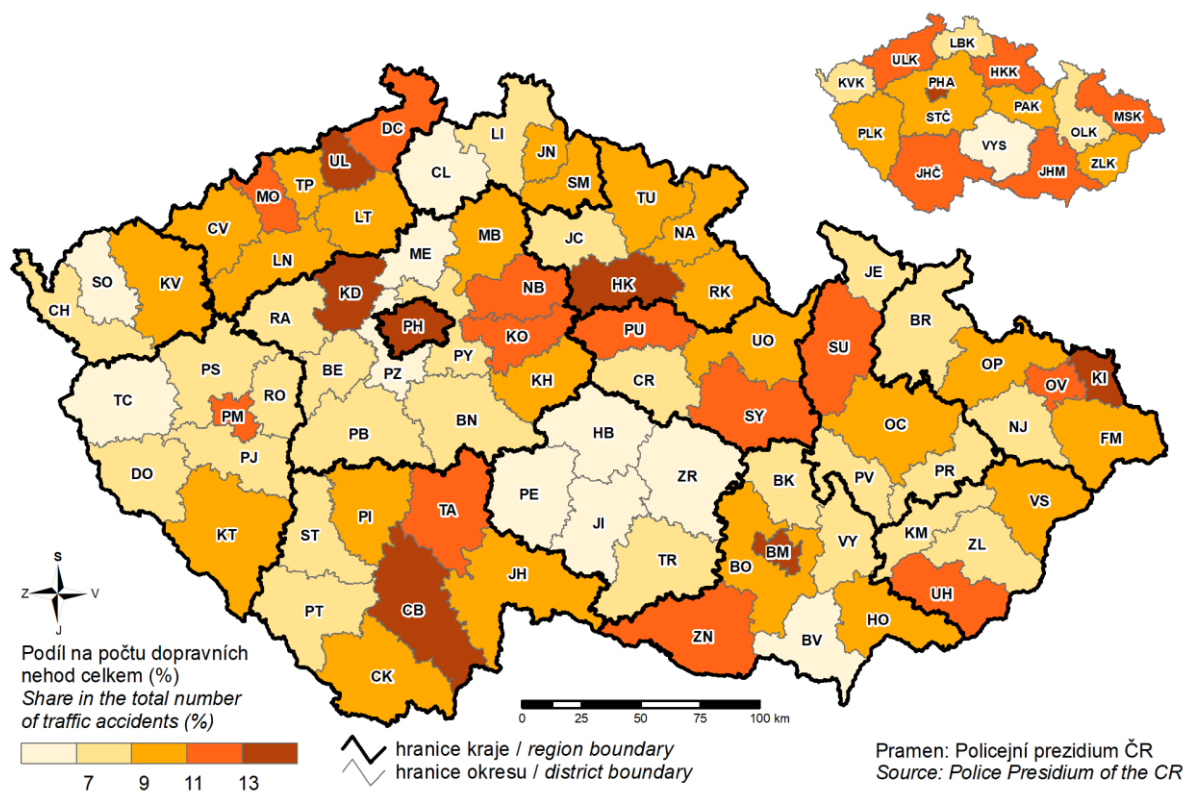 LBK
ULK
HKK
KVK
PHA
PAK
STČ
MSK
PLK
OLK
VYS
ZLK
JHČ
JHM
DC
LI
UL
JN
CL
TP
MO
SM
TU
LT
CV
MB
JC
NA
ME
LN
SO
KV
JE
KD
NB
HK
RK
CH
BR
RA
PH
KO
PU
UO
SU
OP
KI
OV
PS
BE
PZ
PY
KH
CR
TC
RO
PM
SY
OC
NJ
FM
PB
BN
HB
PJ
DO
ZR
BK
PV
PR
VS
PE
TA
PI
KT
ST
JI
BM
VY
KM
ZL
TR
BO
JH
UH
PT
CB
ZN
BV
HO
CK
S
Z V
J
Podíl na počtu dopravních
nehod celkem (%)
Share in the total number
of traffic accidents (%)
7 9 11 13
0 25 50 75 100 km
hranice kraje / region boundary
hranice okresu / district boundary
Pramen: Policejní prezidium ČR
Source: Police Presidium of the CR